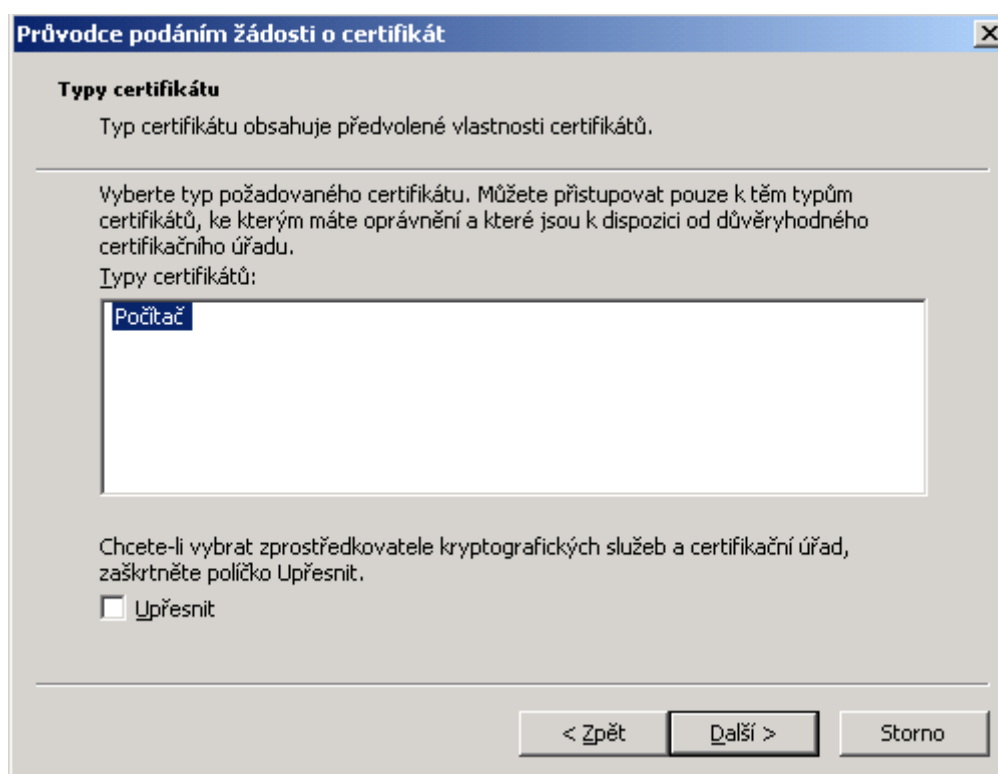 Průvodce podáním žádosti o certifikát
Typy certifikátu
Typ certifikátu obsahuje předvolené vlastnosti certifikátů.
Vyberte typ požadovaného certifikátu. Můžete přistupovat pouze k těm typům
certifikátů, ke kterým máte oprávnění a které jsou k dispozici od důvěryhodného
certifikačního úřadu.
Typy certifikátů:
Počítač
Chcete-li vybrat zprostředkovatele kryptografických služeb a certifikační úřad,
zaškrtněte políčko Upřesnit.
Upřesnit
< Zpět Další > Storno